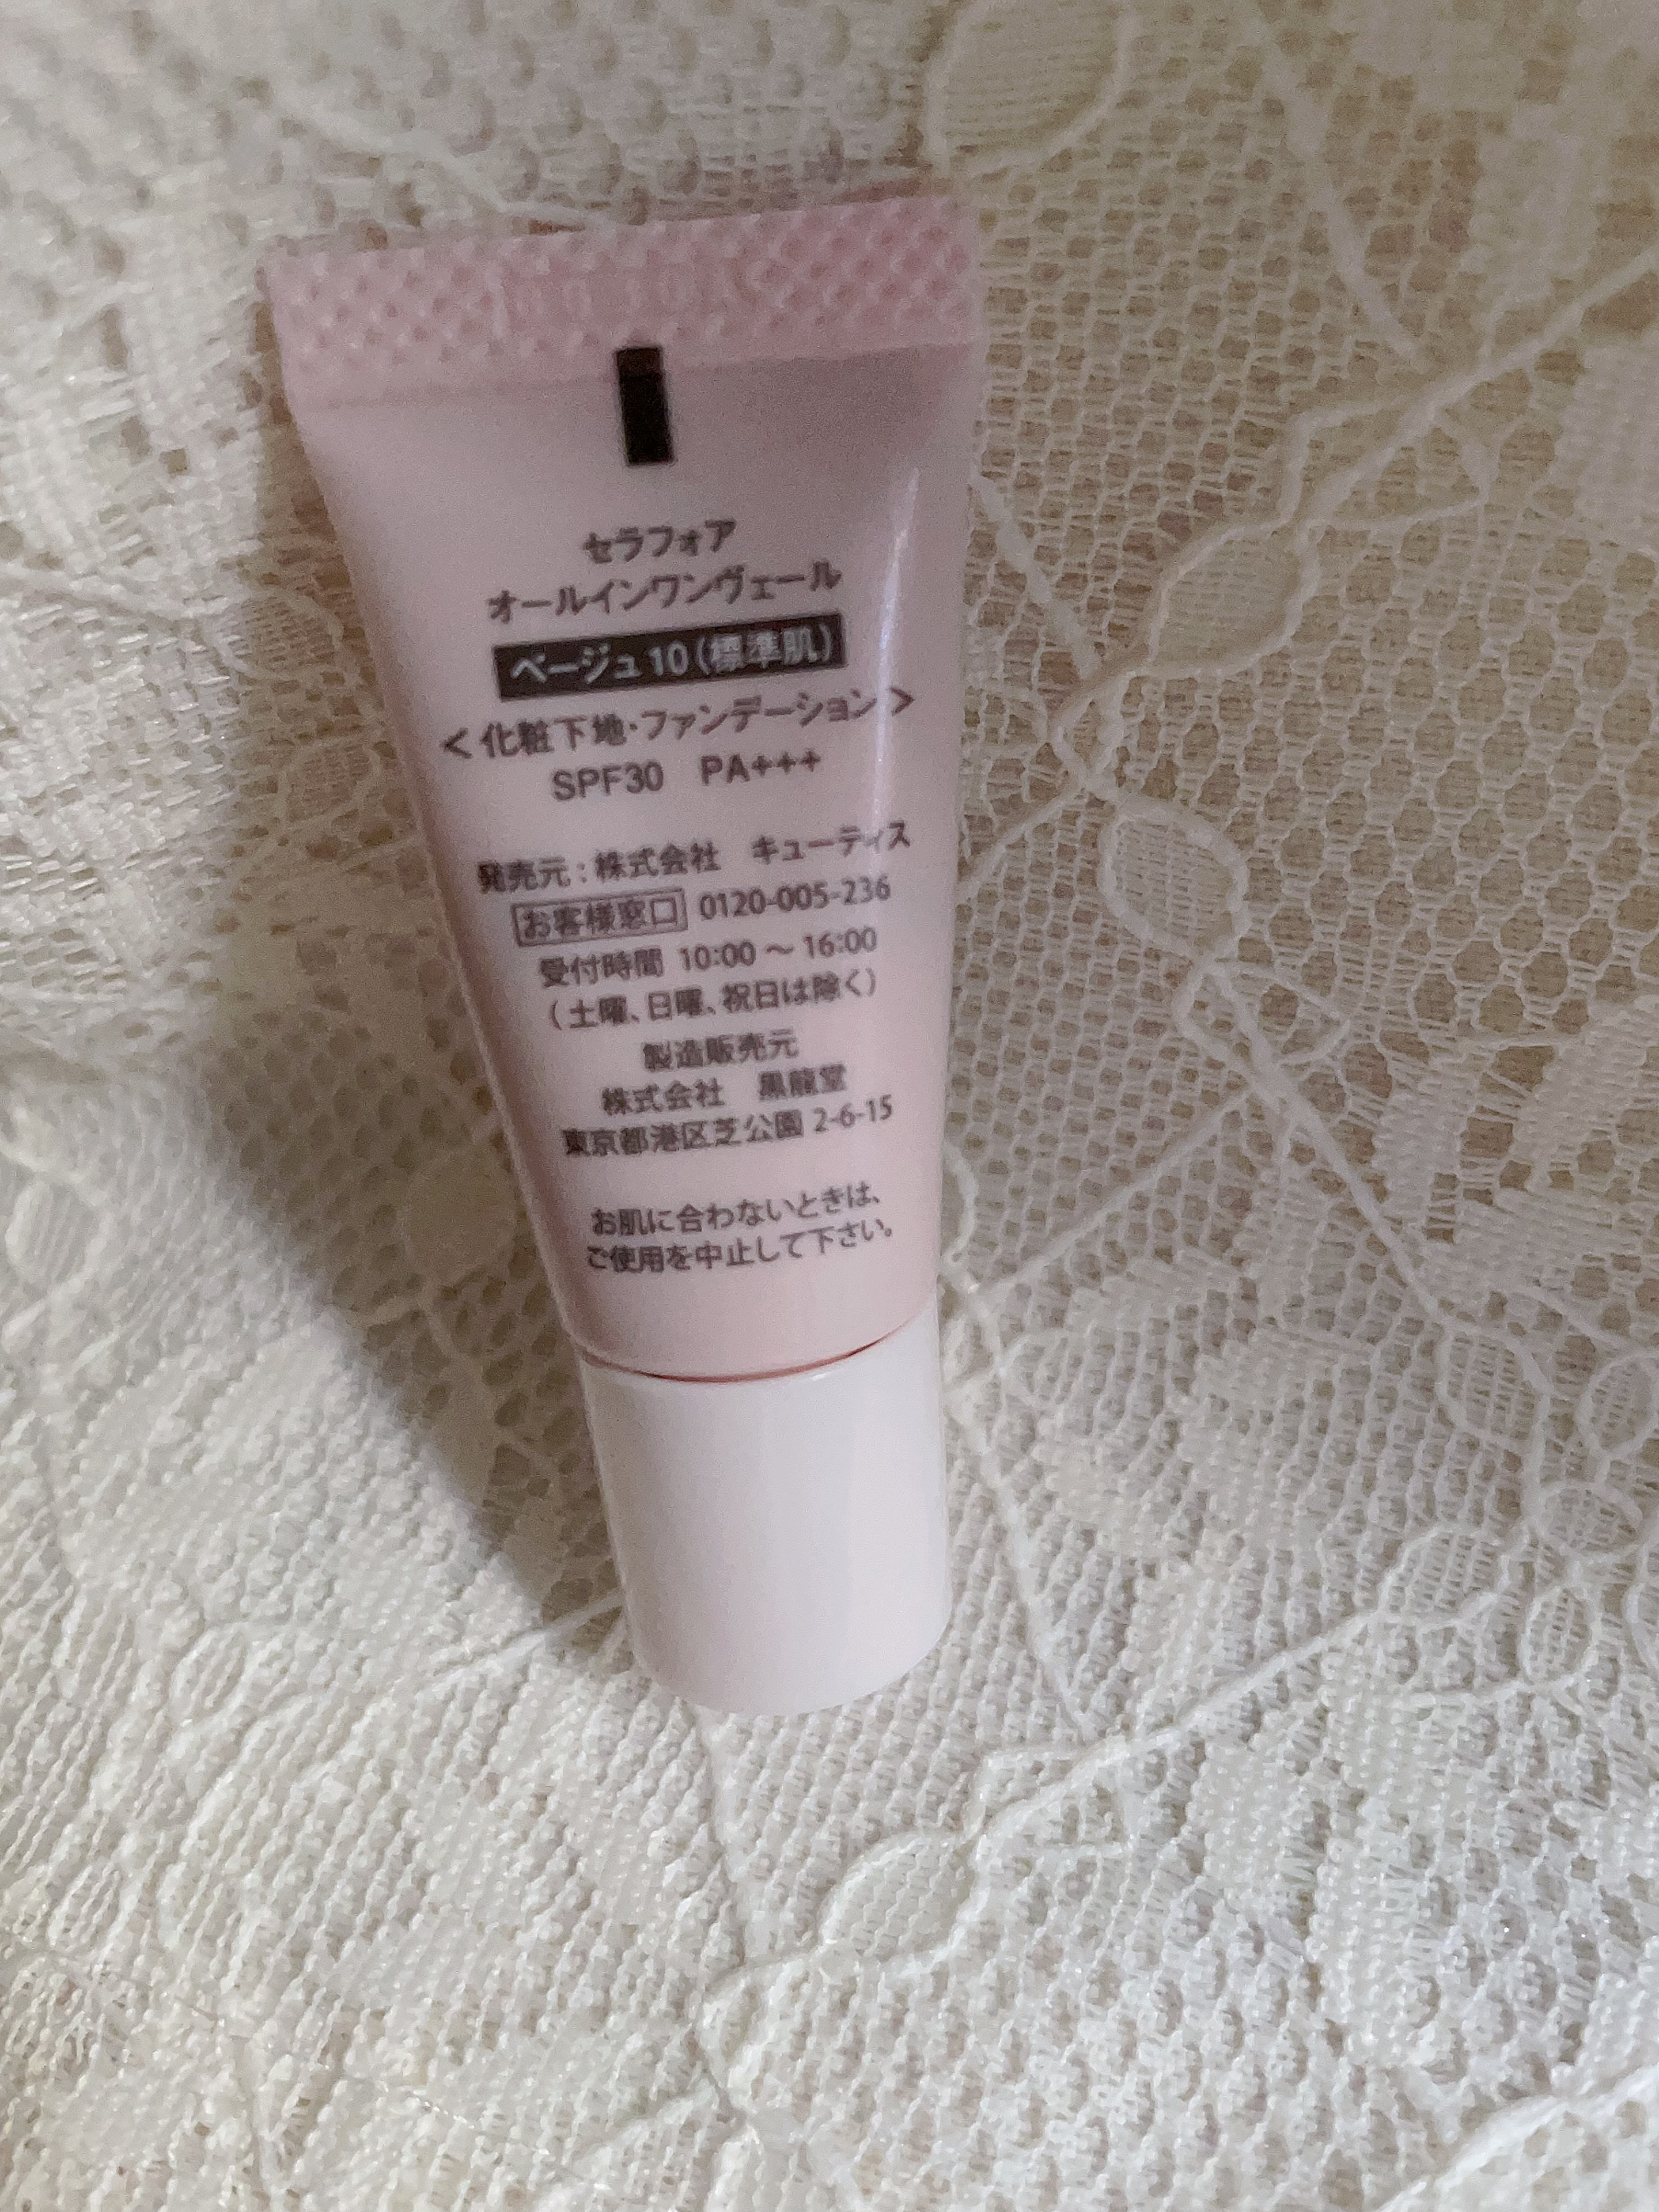 セラフォア
オールインワンヴェール
ベージュ10(標準肌)
<化粧下地・ファンデーション>
SPF30 PA+++
発売元:株式会社 キューティス
お客様窓口 0120-005-236
受付時間 10:00 〜 16:00
(土曜、日曜、祝日は除く)
製造販売元
株式会社 黒龍堂
東京都港区芝公園 2-6-15
お肌に合わないときは、
ご使用を中止して下さい。